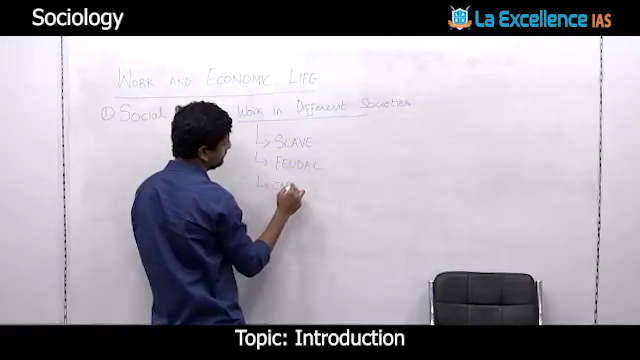 Sociology
La Excellence IAS
WORK AND ECONOMIC LIFE
① Social Work in Different Societies
↳ SLAVE
↳ FEUDAL
↳
Topic: Introduction